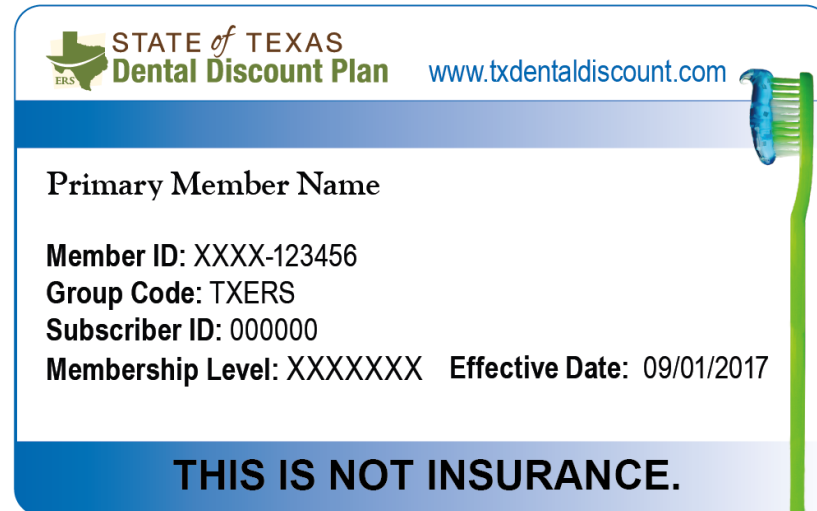 STATE of TEXAS
ERS Dental Discount Plan www.txdentaldiscount.com
Primary Member Name
Member ID: XXXX-123456
Group Code: TXERS
Subscriber ID: 000000
Membership Level: XXXXXXX Effective Date: 09/01/2017
THIS IS NOT INSURANCE.